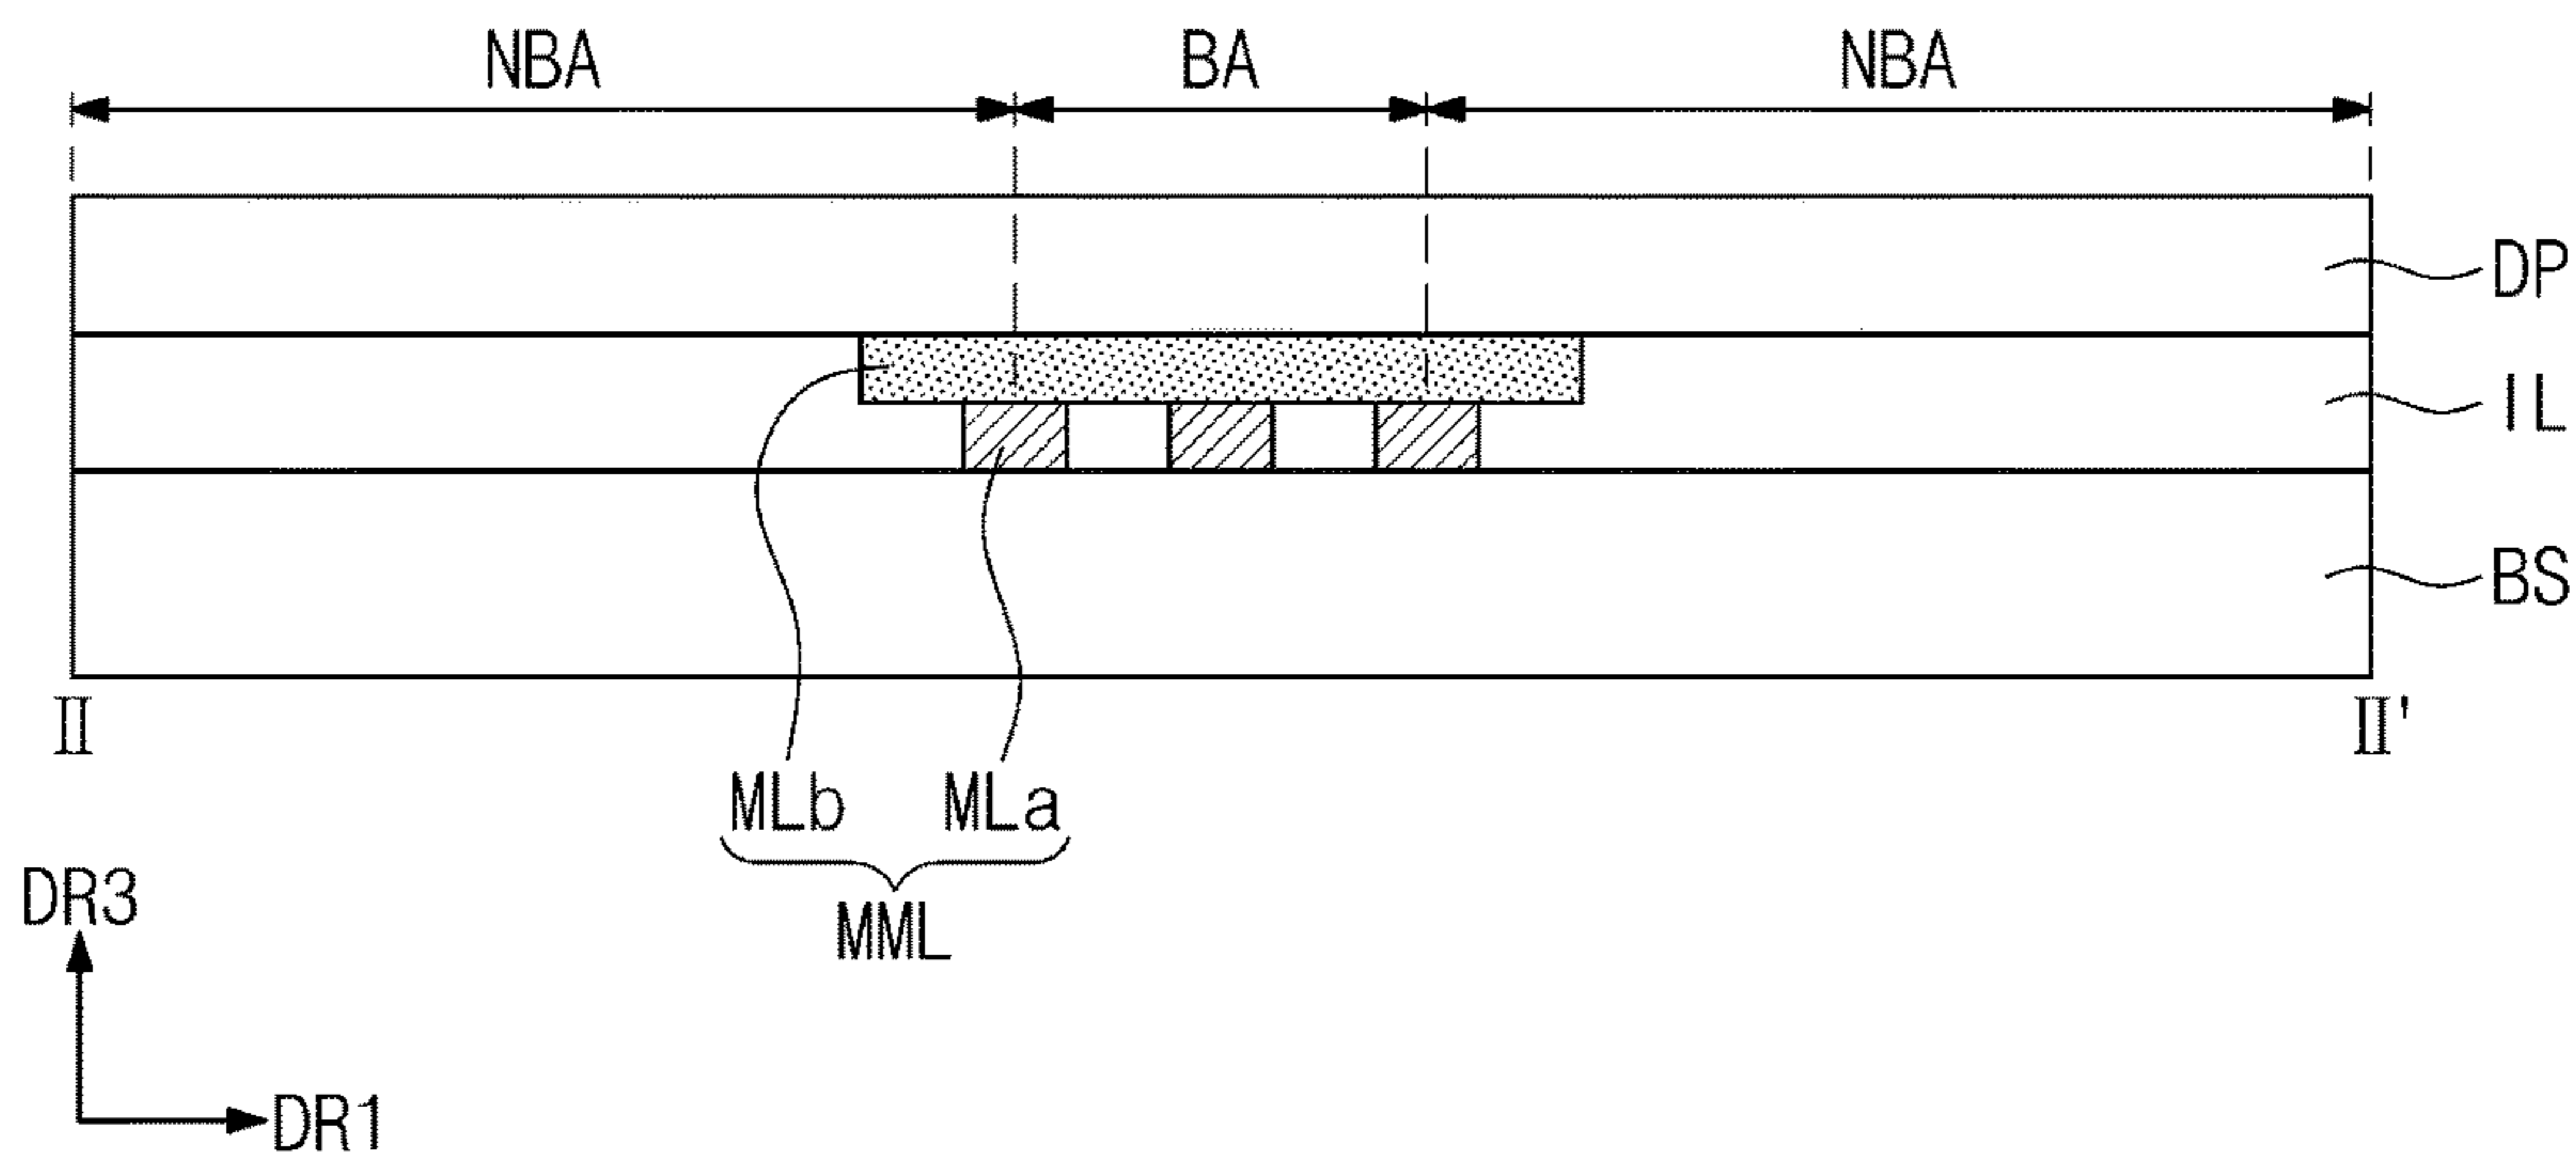 NBA BA NBA
DP
IL
BS
Ⅱ Ⅱ'
MLb MLa
MML
DR3
DR1